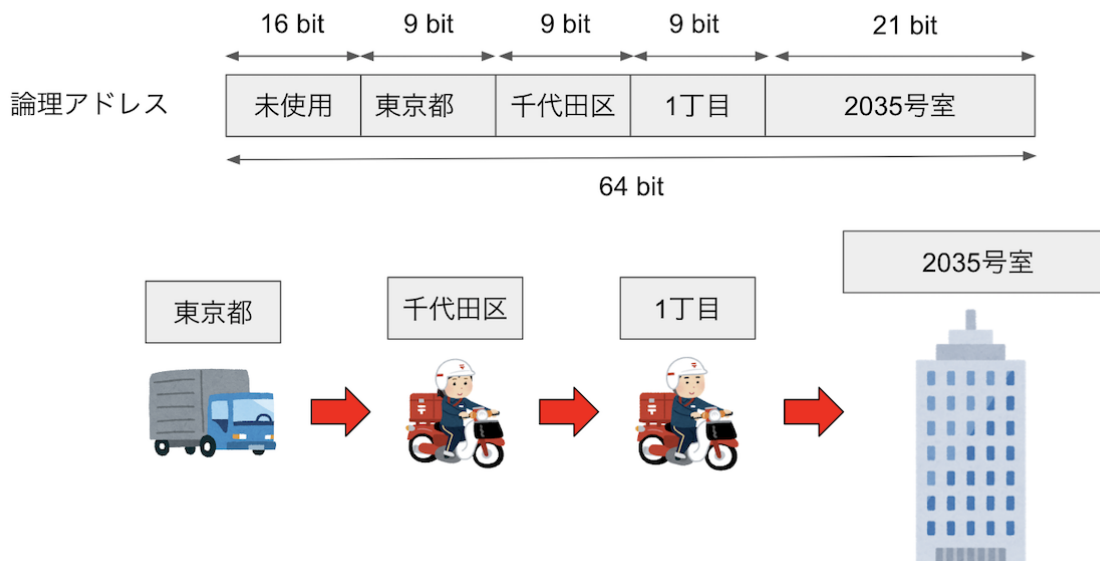 16 bit 9 bit 9 bit 9 bit 21 bit
論理アドレス 未使用 東京都 千代田区 1丁目 2035号室
64 bit
2035号室
東京都 千代田区 1丁目